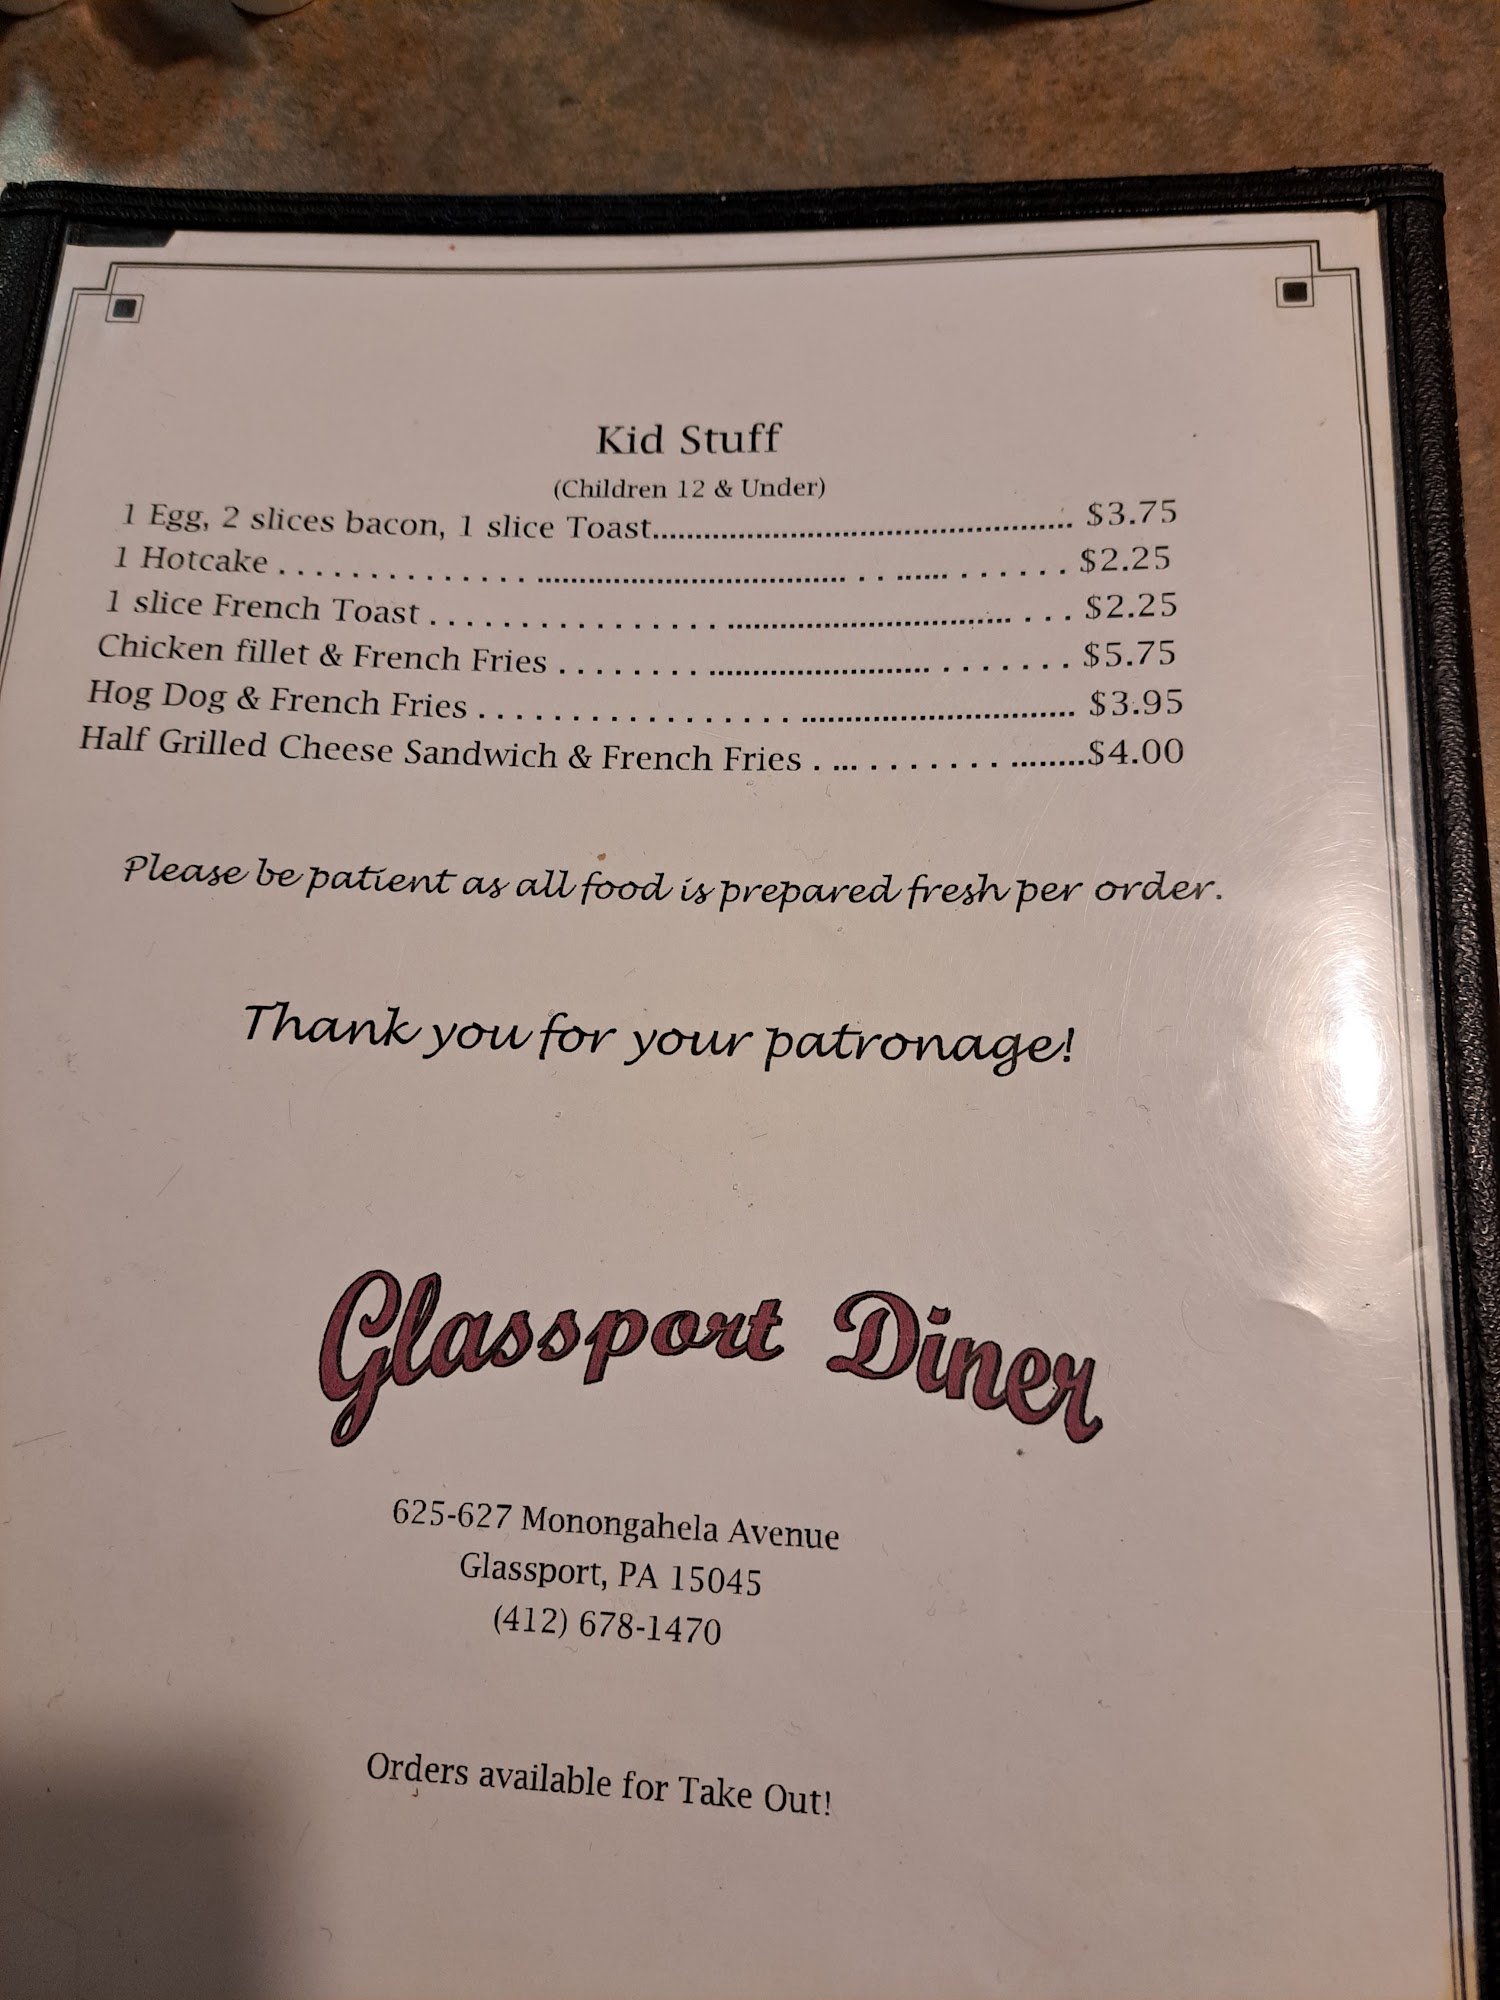 Kid Stuff
(Children 12 & Under)
1 Egg, 2 slices bacon, 1 slice Toast.......................................... $3.75
1 Hotcake . . . . . . . . . . . . . ........................................ . . ...... . . . . . . $2.25
1 slice French Toast . . . . . . . . . . . . . . . .................................... . . . $2.25
Chicken fillet & French Fries . . . . . . . ............................ . . . . . . . $5.75
Hog Dog & French Fries . . . . . . . . . . . . . . . . .................................. $3.95
Half Grilled Cheese Sandwich & French Fries . ... . . . . . . . . ........$4.00
Please be patient as all food is prepared fresh per order.
Thank you for your patronage!
Glassport Diner
625-627 Monongahela Avenue
Glassport, PA 15045
(412) 678-1470
Orders available for Take Out!